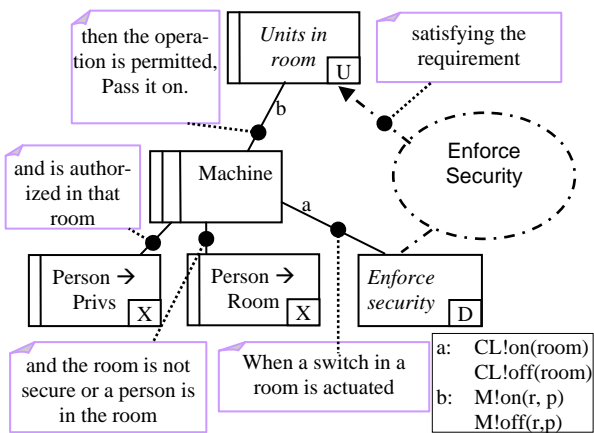 then the opera-
tion is permitted,
Pass it on.
Units in
room
U
satisfying the
requirement
b
Enforce
Security
and is author-
ized in that
room
Machine
a
Person →
Privs
X
Person →
Room
X
Enforce
security
D
and the room is not
secure or a person is
in the room
When a switch in a
room is actuated
a: CL!on(room)
CL!off(room)
b: M!on(r, p)
M!off(r,p)